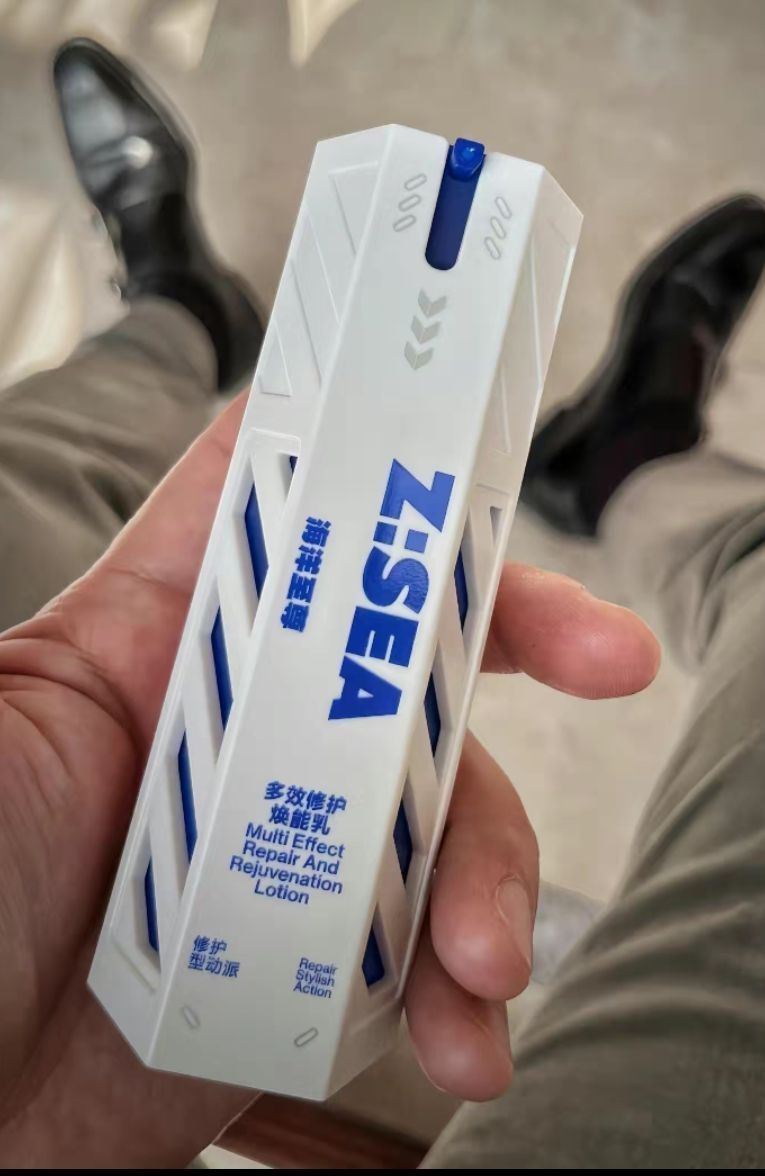 Z:SEA
海洋至尊
多效修护
焕能乳
Multi Effect
Repair And
Rejuvenation
Lotion
修护
型动派
Repair
Stylish
Action